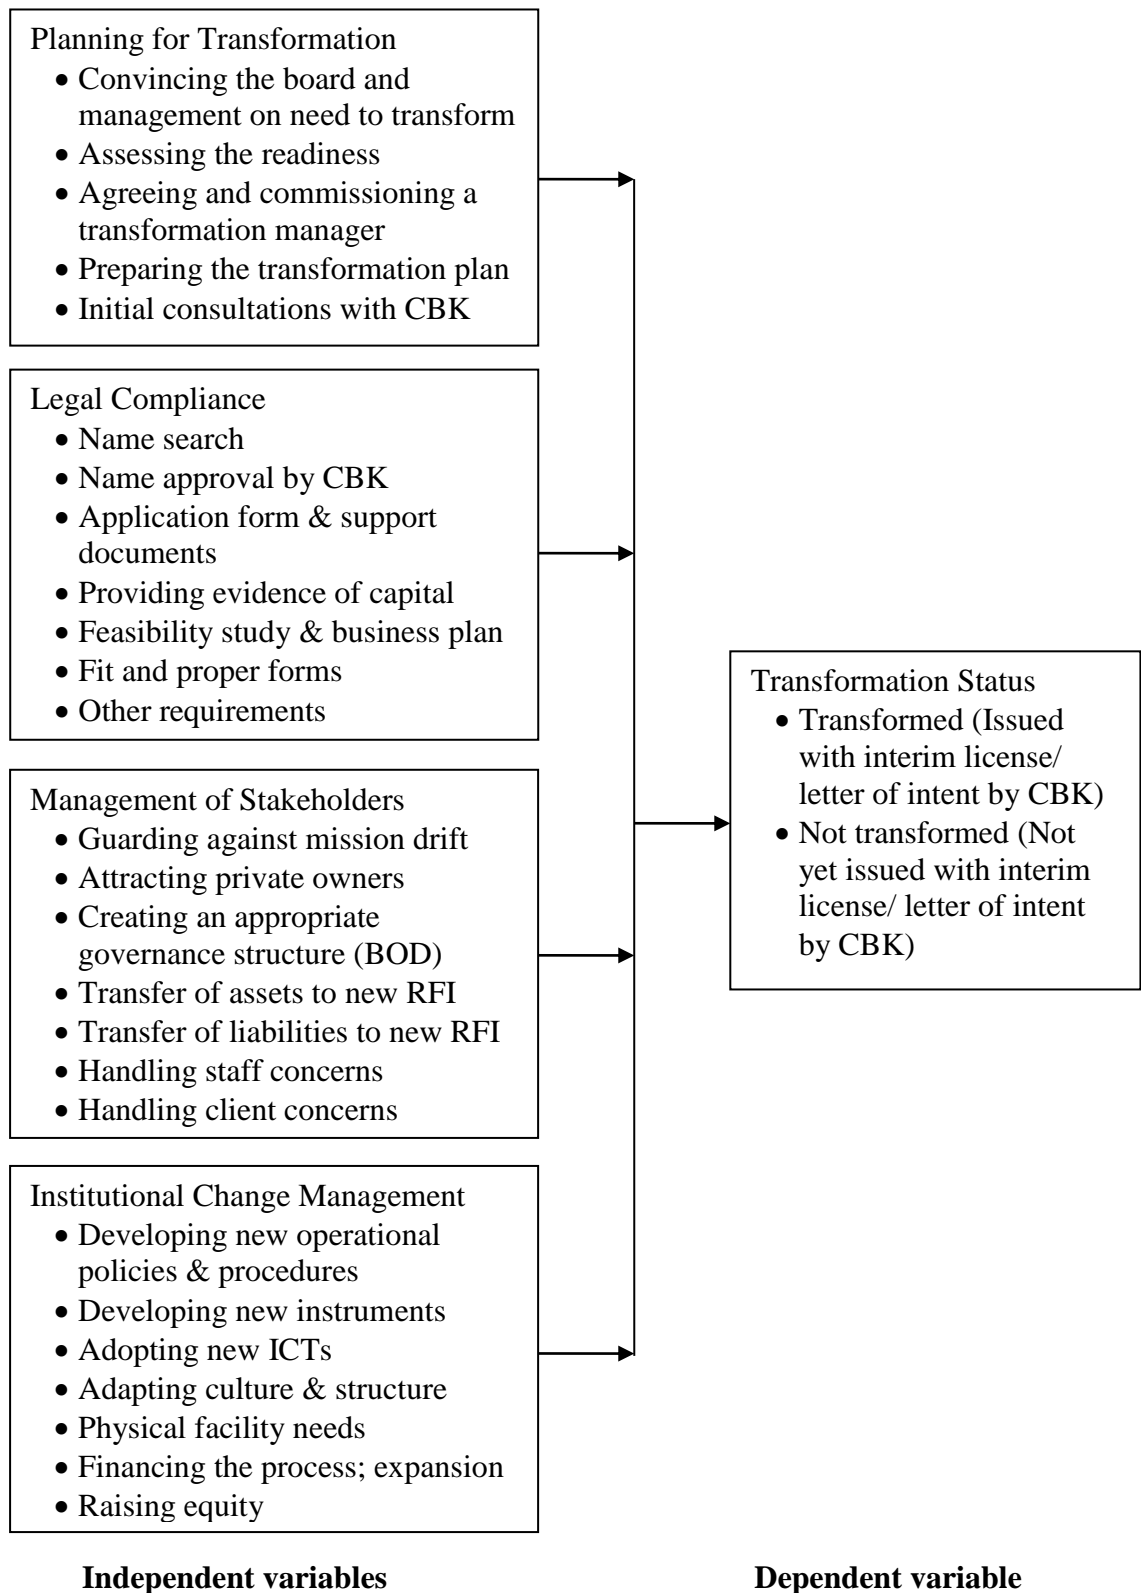 Planning for Transformation
• Convincing the board and
management on need to transform
• Assessing the readiness
• Agreeing and commissioning a
transformation manager
• Preparing the transformation plan
• Initial consultations with CBK
Legal Compliance
• Name search
• Name approval by CBK
• Application form & support
documents
• Providing evidence of capital
• Feasibility study & business plan
• Fit and proper forms
• Other requirements
Management of Stakeholders
• Guarding against mission drift
• Attracting private owners
• Creating an appropriate
governance structure (BOD)
• Transfer of assets to new RFI
• Transfer of liabilities to new RFI
• Handling staff concerns
• Handling client concerns
Institutional Change Management
• Developing new operational
policies & procedures
• Developing new instruments
• Adopting new ICTs
• Adapting culture & structure
• Physical facility needs
• Financing the process; expansion
• Raising equity
Transformation Status
• Transformed (Issued
with interim license/
letter of intent by CBK)
• Not transformed (Not
yet issued with interim
license/ letter of intent
by CBK)
Independent variables
Dependent variable